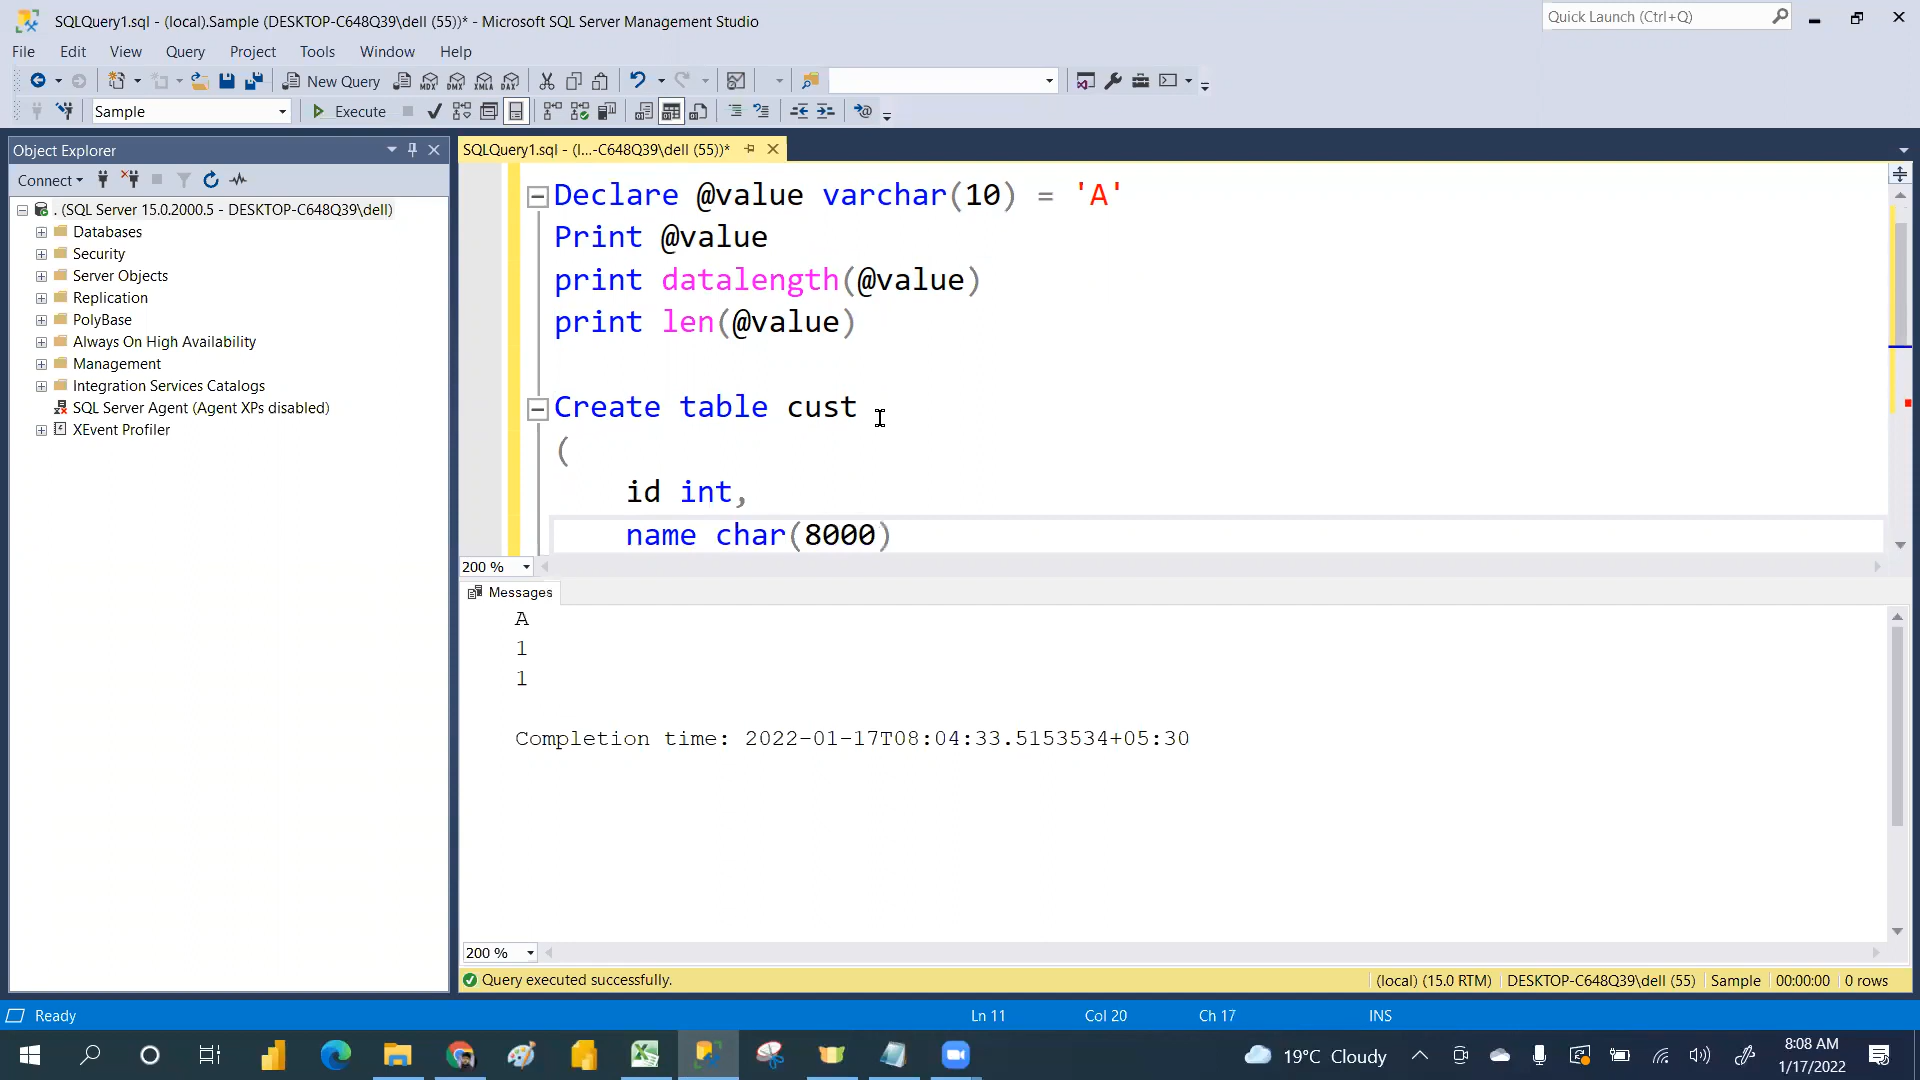 SQLQuery1.sql - (local).Sample (DESKTOP-C648Q39\dell (55))* - Microsoft SQL Server Management Studio
Quick Launch (Ctrl+Q)
File Edit View Query Project Tools Window Help
New Query MDX DMX XMLA DAX
Sample Execute
Object Explorer
SQLQuery1.sql - (l...-C648Q39\dell (55))*
Connect
. (SQL Server 15.0.2000.5 - DESKTOP-C648Q39\dell)
Databases
Security
Server Objects
Replication
PolyBase
Always On High Availability
Management
Integration Services Catalogs
SQL Server Agent (Agent XPs disabled)
XEvent Profiler
Declare @value varchar(10) = 'A'
Print @value
print datalength(@value)
print len(@value)
Create table cust
(
id int,
name char(8000)
200 %
Messages
A
1
1
Completion time: 2022-01-17T08:04:33.5153534+05:30
200 %
Query executed successfully.
(local) (15.0 RTM) DESKTOP-C648Q39\dell (55) Sample 00:00:00 0 rows
Ready
Ln 11 Col 20 Ch 17 INS
19°C Cloudy
8:08 AM
1/17/2022